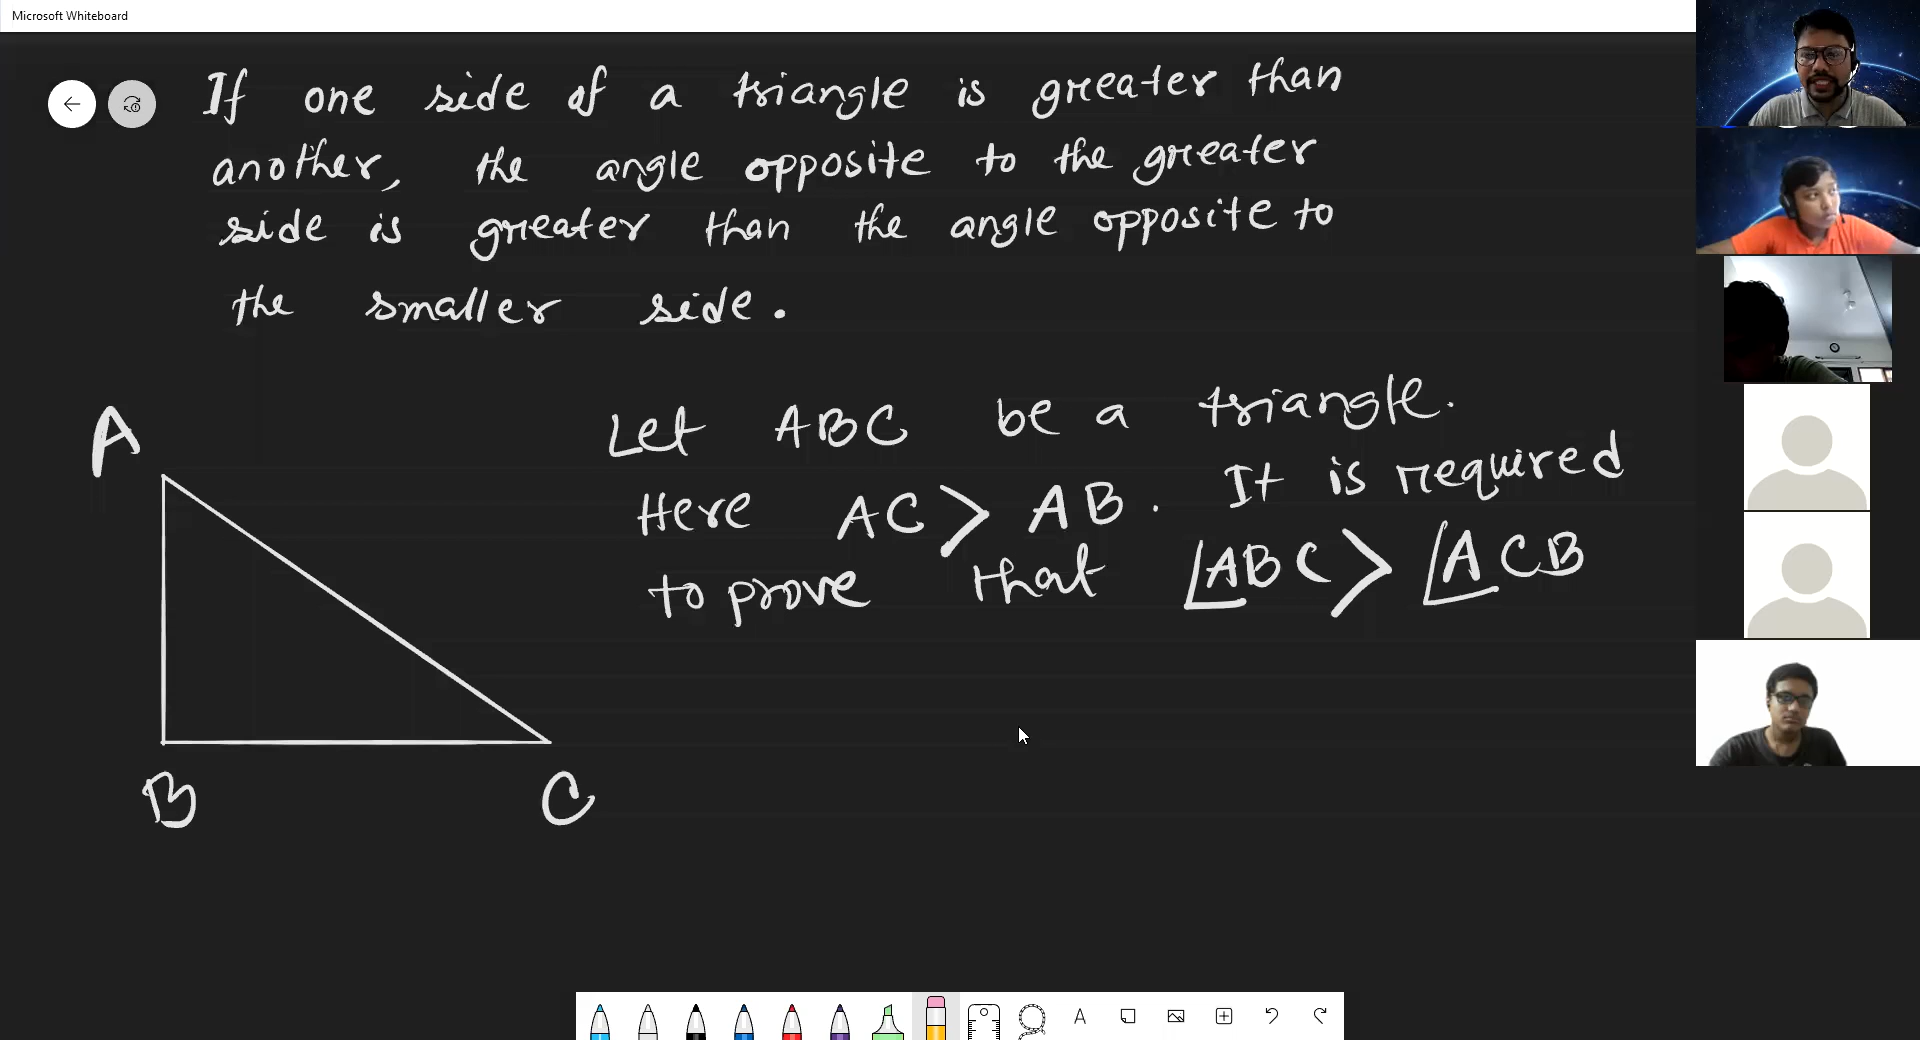 Microsoft Whiteboard
If one side of a triangle is greater than
another, the angle opposite to the greater
side is greater than the angle opposite to
the smaller side.
A
B
C
Let ABC be a triangle.
Here AC > AB. It is required
to prove that ∠ABC > ∠ACB
A